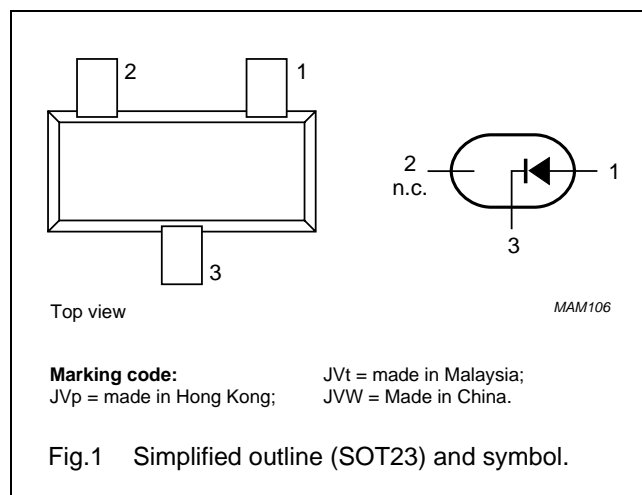 2 1
2 1
n.c.
3
3
Top view MAM106
Marking code: JVt = made in Malaysia;
JVp = made in Hong Kong; JVW = Made in China.
Fig.1 Simplified outline (SOT23) and symbol.